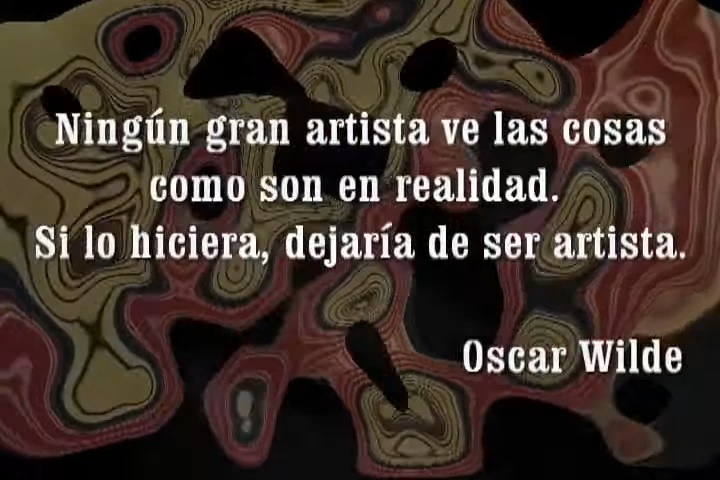 Ningún gran artista ve las cosas
como son en realidad.
Si lo hiciera, dejaría de ser artista.
Oscar Wilde